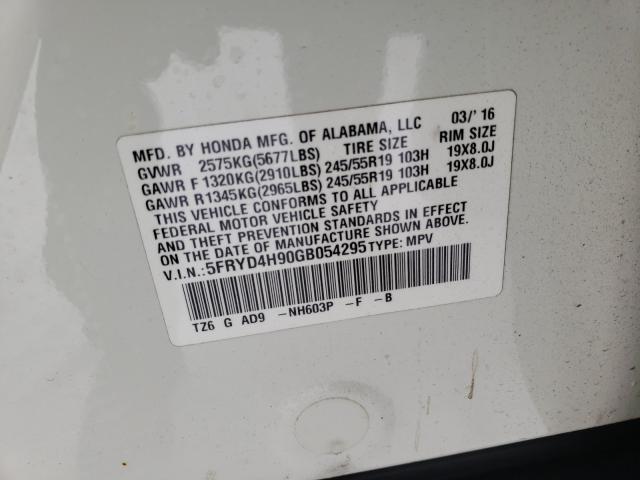 MFD. BY HONDA MFG. OF ALABAMA, LLC 03/'16
GVWR 2575KG(5677LBS) TIRE SIZE RIM SIZE
GAWR F 1320KG(2910LBS) 245/55R19 103H 19X8.0J
GAWR R 1345KG(2965LBS) 245/55R19 103H 19X8.0J
THIS VEHICLE CONFORMS TO ALL APPLICABLE
FEDERAL MOTOR VEHICLE SAFETY
AND THEFT PREVENTION STANDARDS IN EFFECT
ON THE DATE OF MANUFACTURE SHOWN ABOVE.
V.I.N.:5FRYD4H90GB054295 TYPE: MPV
TZ6 G AD9 -NH603P -F -B